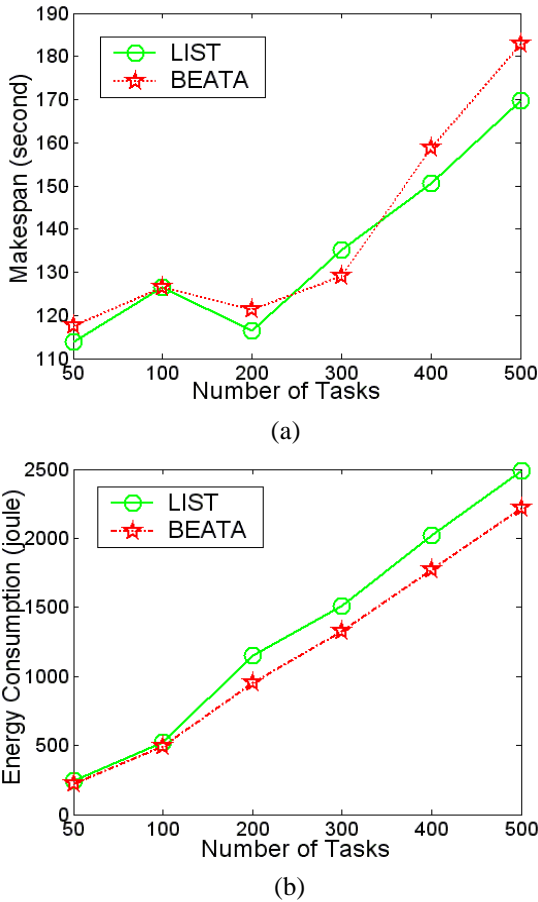 190
180
170
160
150
140
130
120
110
Makespan (second)
LIST
BEATA
50 100 200 300 400 500
Number of Tasks
(a)
2500
2000
1500
1000
500
0
Energy Consumption (joule)
LIST
BEATA
50 100 200 300 400 500
Number of Tasks
(b)